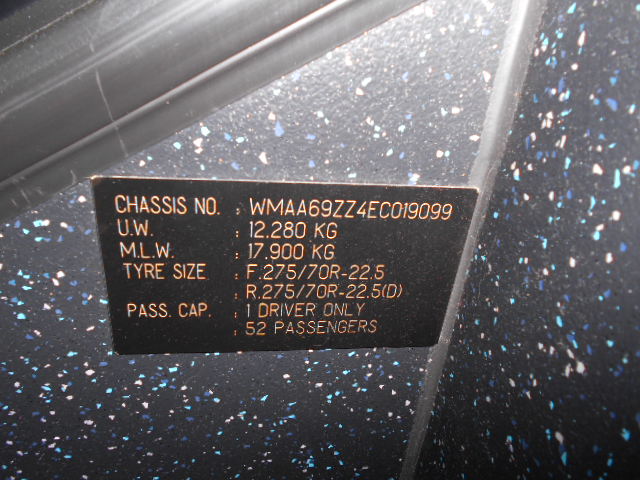 CHASSIS NO. : WMAA69ZZ4EC019099
U.W. : 12.280 KG
M.L.W. : 17.900 KG
TYRE SIZE : F.275/70R-22.5
: R.275/70R-22.5(D)
PASS. CAP. : 1 DRIVER ONLY
: 52 PASSENGERS